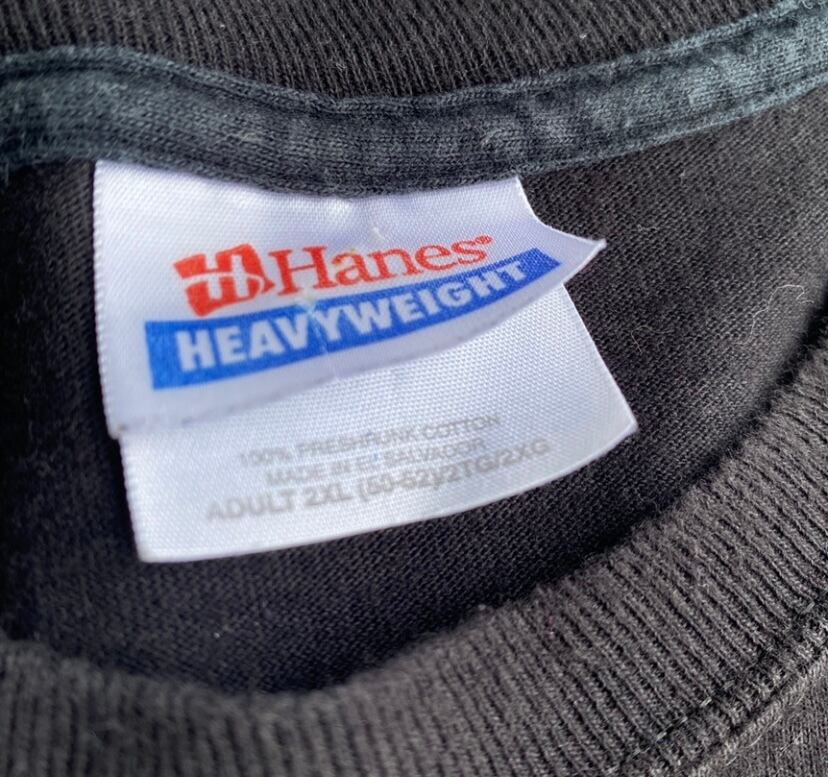 Hanes®
HEAVYWEIGHT
100% PRESHRUNK COTTON
MADE IN EL SALVADOR
ADULT 2XL (50-52)/2TG/2XG